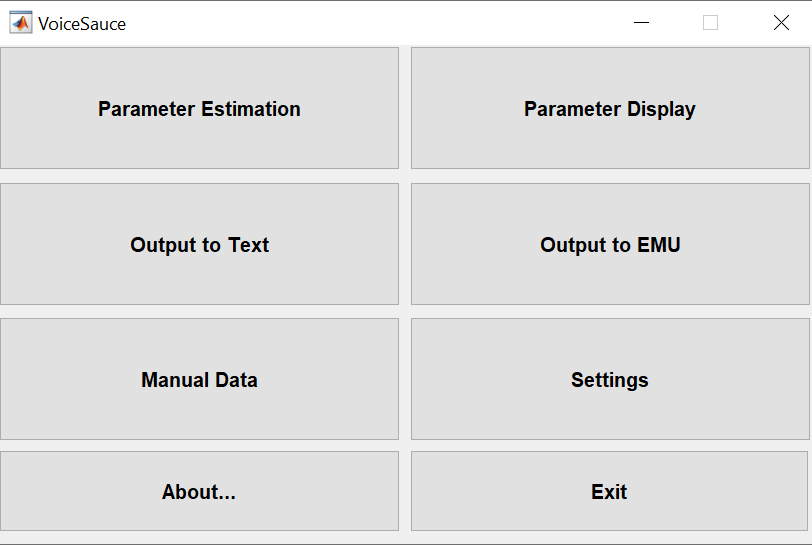 VoiceSauce
Parameter Estimation
Parameter Display
Output to Text
Output to EMU
Manual Data
Settings
About...
Exit